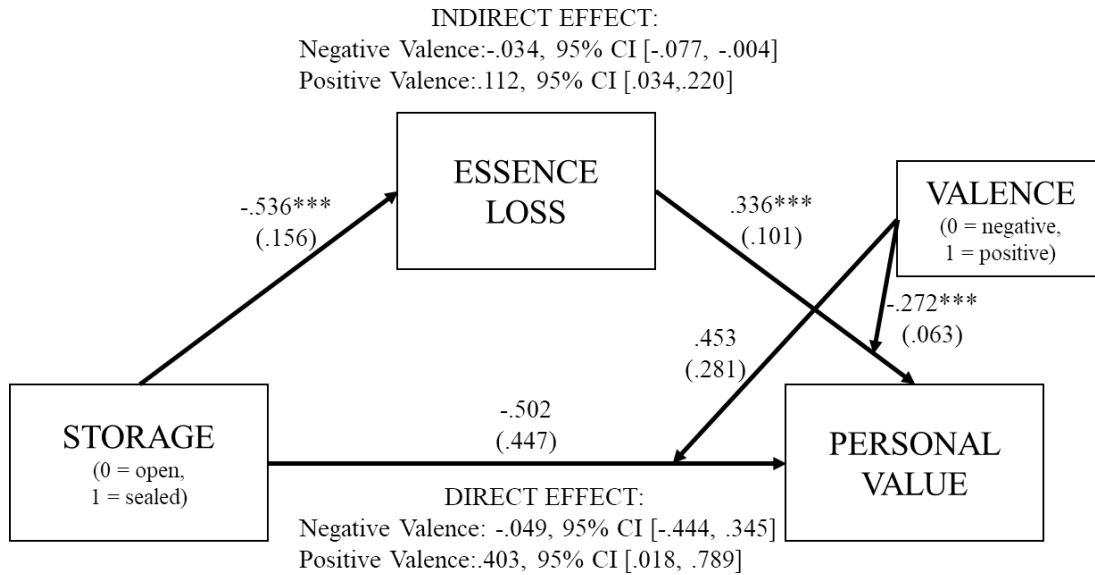 INDIRECT EFFECT:
Negative Valence:-.034, 95% CI [-.077, -.004]
Positive Valence:.112, 95% CI [.034,.220]
ESSENCE
LOSS
VALENCE
(0 = negative,
1 = positive)
-.536***
(.156)
.336***
(.101)
-.272***
(.063)
.453
(.281)
-.502
(.447)
STORAGE
(0 = open,
1 = sealed)
PERSONAL
VALUE
DIRECT EFFECT:
Negative Valence: -.049, 95% CI [-.444, .345]
Positive Valence:.403, 95% CI [.018, .789]